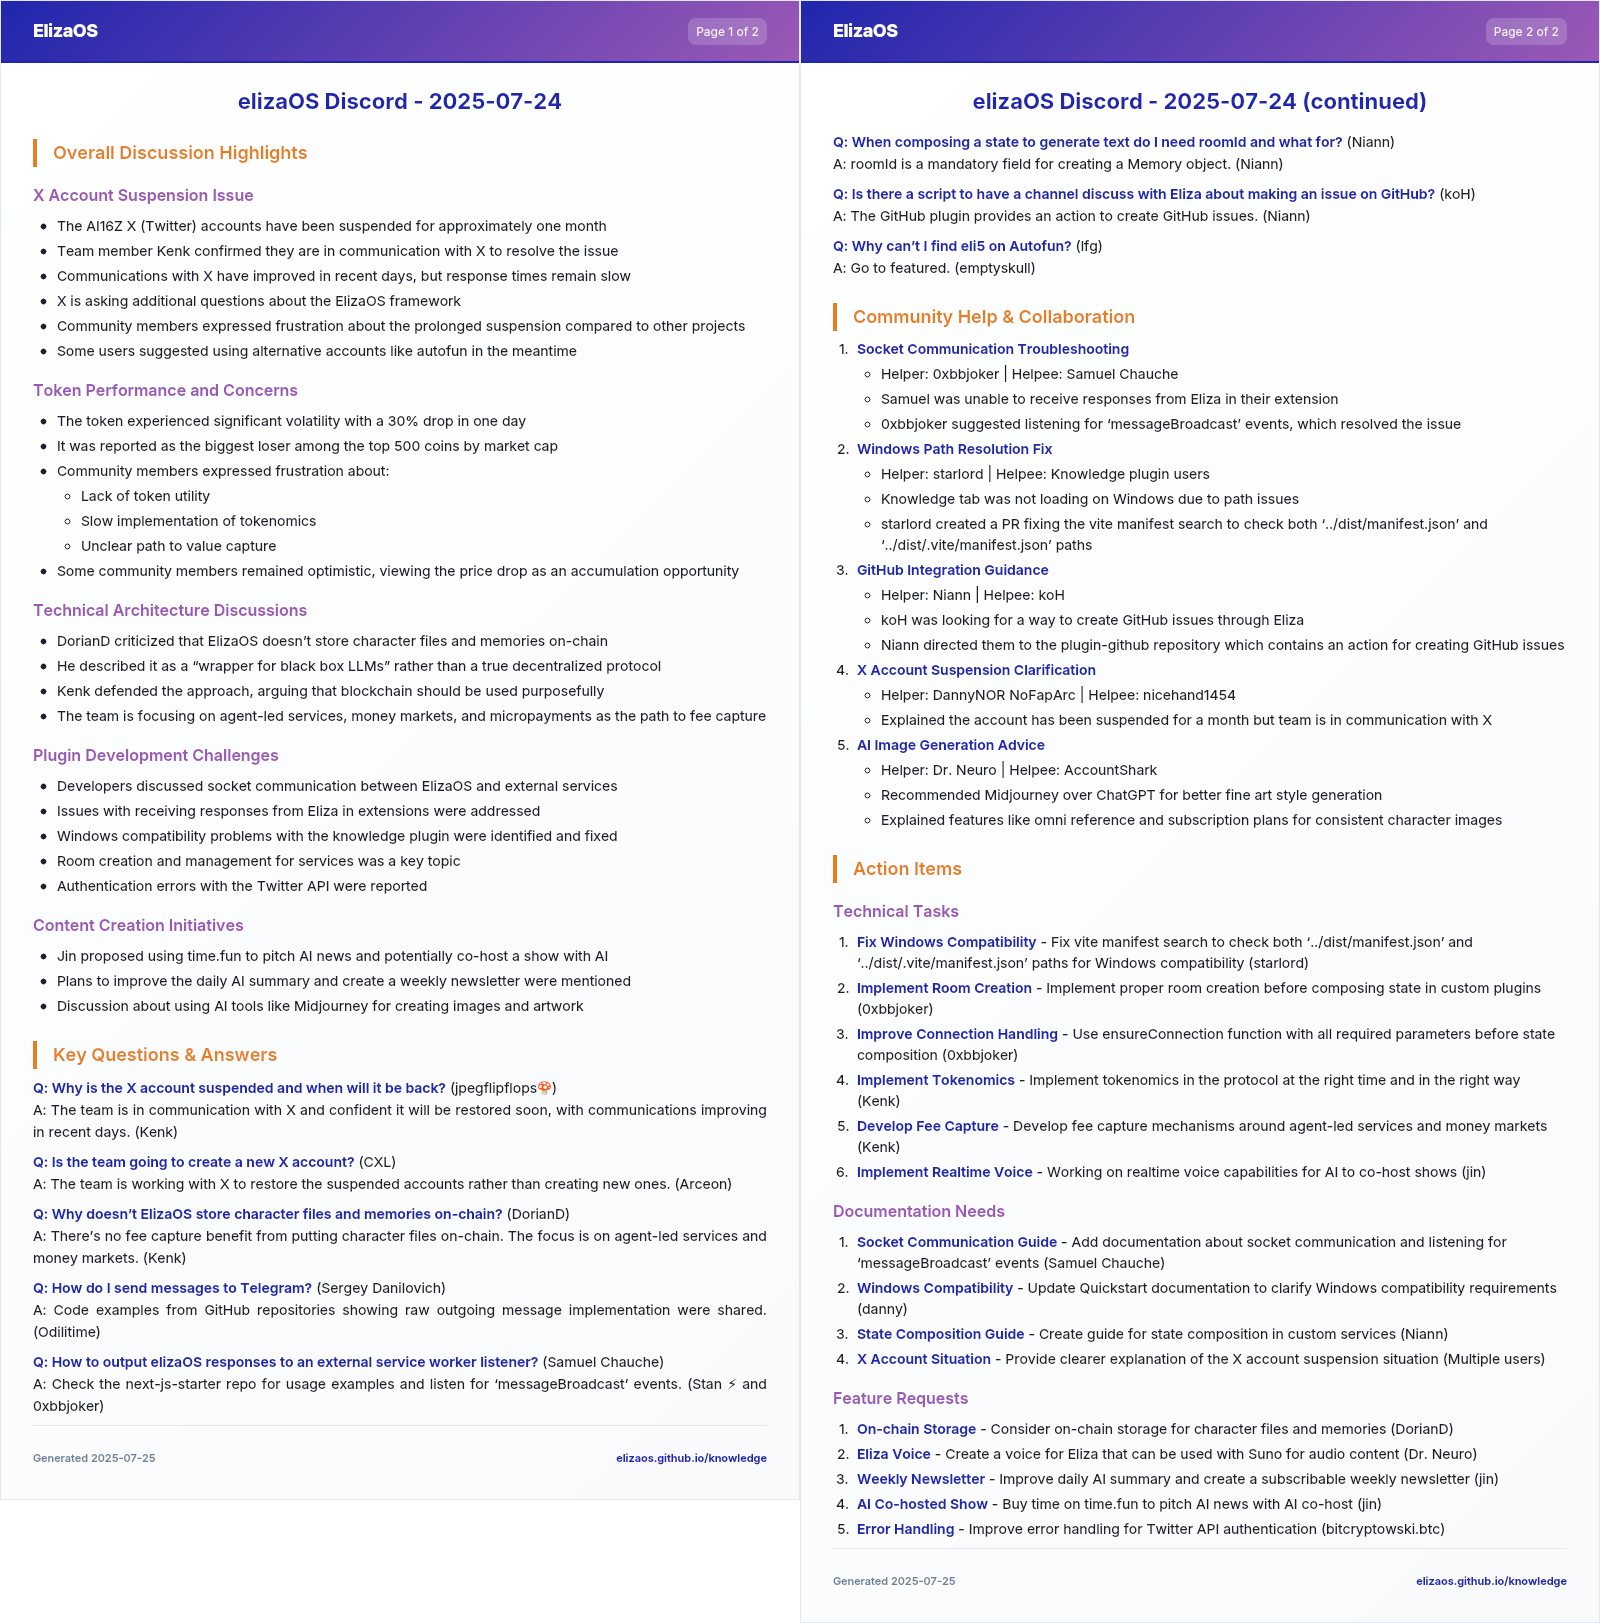 ElizaOS
Page 1 of 2
elizaOS Discord - 2025-07-24
Overall Discussion Highlights
X Account Suspension Issue
• The AI16Z X (Twitter) accounts have been suspended for approximately one month
• Team member Kenk confirmed they are in communication with X to resolve the issue
• Communications with X have improved in recent days, but response times remain slow
• X is asking additional questions about the ElizaOS framework
• Community members expressed frustration about the prolonged suspension compared to other projects
• Some users suggested using alternative accounts like autofun in the meantime
Token Performance and Concerns
• The token experienced significant volatility with a 30% drop in one day
• It was reported as the biggest loser among the top 500 coins by market cap
• Community members expressed frustration about:
◦ Lack of token utility
◦ Slow implementation of tokenomics
◦ Unclear path to value capture
• Some community members remained optimistic, viewing the price drop as an accumulation opportunity
Technical Architecture Discussions
• DorianD criticized that ElizaOS doesn’t store character files and memories on-chain
• He described it as a “wrapper for black box LLMs” rather than a true decentralized protocol
• Kenk defended the approach, arguing that blockchain should be used purposefully
• The team is focusing on agent-led services, money markets, and micropayments as the path to fee capture
Plugin Development Challenges
• Developers discussed socket communication between ElizaOS and external services
• Issues with receiving responses from Eliza in extensions were addressed
• Windows compatibility problems with the knowledge plugin were identified and fixed
• Room creation and management for services was a key topic
• Authentication errors with the Twitter API were reported
Content Creation Initiatives
• Jin proposed using time.fun to pitch AI news and potentially co-host a show with AI
• Plans to improve the daily AI summary and create a weekly newsletter were mentioned
• Discussion about using AI tools like Midjourney for creating images and artwork
Key Questions & Answers
Q: Why is the X account suspended and when will it be back? (jpegflipflops🍄)
A: The team is in communication with X and confident it will be restored soon, with communications improving
in recent days. (Kenk)
Q: Is the team going to create a new X account? (CXL)
A: The team is working with X to restore the suspended accounts rather than creating new ones. (Arceon)
Q: Why doesn’t ElizaOS store character files and memories on-chain? (DorianD)
A: There’s no fee capture benefit from putting character files on-chain. The focus is on agent-led services and
money markets. (Kenk)
Q: How do I send messages to Telegram? (Sergey Danilovich)
A: Code examples from GitHub repositories showing raw outgoing message implementation were shared.
(Odilitime)
Q: How to output elizaOS responses to an external service worker listener? (Samuel Chauche)
A: Check the next-js-starter repo for usage examples and listen for ‘messageBroadcast’ events. (Stan ⚡ and
0xbbjoker)
Generated 2025-07-25
elizaos.github.io/knowledge
ElizaOS
Page 2 of 2
elizaOS Discord - 2025-07-24 (continued)
Q: When composing a state to generate text do I need roomId and what for? (Niann)
A: roomId is a mandatory field for creating a Memory object. (Niann)
Q: Is there a script to have a channel discuss with Eliza about making an issue on GitHub? (koH)
A: The GitHub plugin provides an action to create GitHub issues. (Niann)
Q: Why can’t I find eli5 on Autofun? (lfg)
A: Go to featured. (emptyskull)
Community Help & Collaboration
1. Socket Communication Troubleshooting
◦ Helper: 0xbbjoker | Helpee: Samuel Chauche
◦ Samuel was unable to receive responses from Eliza in their extension
◦ 0xbbjoker suggested listening for ‘messageBroadcast’ events, which resolved the issue
2. Windows Path Resolution Fix
◦ Helper: starlord | Helpee: Knowledge plugin users
◦ Knowledge tab was not loading on Windows due to path issues
◦ starlord created a PR fixing the vite manifest search to check both ‘../dist/manifest.json’ and
‘../dist/.vite/manifest.json’ paths
3. GitHub Integration Guidance
◦ Helper: Niann | Helpee: koH
◦ koH was looking for a way to create GitHub issues through Eliza
◦ Niann directed them to the plugin-github repository which contains an action for creating GitHub issues
4. X Account Suspension Clarification
◦ Helper: DannyNOR NoFapArc | Helpee: nicehand1454
◦ Explained the account has been suspended for a month but team is in communication with X
5. AI Image Generation Advice
◦ Helper: Dr. Neuro | Helpee: AccountShark
◦ Recommended Midjourney over ChatGPT for better fine art style generation
◦ Explained features like omni reference and subscription plans for consistent character images
Action Items
Technical Tasks
1. Fix Windows Compatibility - Fix vite manifest search to check both ‘../dist/manifest.json’ and
‘../dist/.vite/manifest.json’ paths for Windows compatibility (starlord)
2. Implement Room Creation - Implement proper room creation before composing state in custom plugins
(0xbbjoker)
3. Improve Connection Handling - Use ensureConnection function with all required parameters before state
composition (0xbbjoker)
4. Implement Tokenomics - Implement tokenomics in the protocol at the right time and in the right way
(Kenk)
5. Develop Fee Capture - Develop fee capture mechanisms around agent-led services and money markets
(Kenk)
6. Implement Realtime Voice - Working on realtime voice capabilities for AI to co-host shows (jin)
Documentation Needs
1. Socket Communication Guide - Add documentation about socket communication and listening for
‘messageBroadcast’ events (Samuel Chauche)
2. Windows Compatibility - Update Quickstart documentation to clarify Windows compatibility requirements
(danny)
3. State Composition Guide - Create guide for state composition in custom services (Niann)
4. X Account Situation - Provide clearer explanation of the X account suspension situation (Multiple users)
Feature Requests
1. On-chain Storage - Consider on-chain storage for character files and memories (DorianD)
2. Eliza Voice - Create a voice for Eliza that can be used with Suno for audio content (Dr. Neuro)
3. Weekly Newsletter - Improve daily AI summary and create a subscribable weekly newsletter (jin)
4. AI Co-hosted Show - Buy time on time.fun to pitch AI news with AI co-host (jin)
5. Error Handling - Improve error handling for Twitter API authentication (bitcryptowski.btc)
Generated 2025-07-25
elizaos.github.io/knowledge